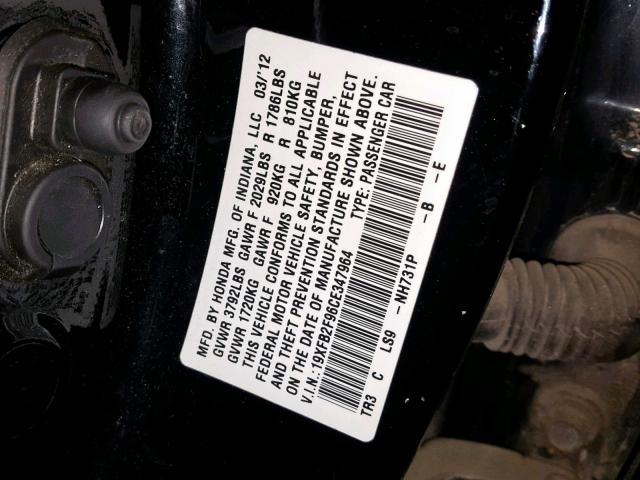 MFD. BY HONDA MFG. OF INDIANA, LLC 03/'12
GVWR 3792LBS GAWR F 2029LBS R 1786LBS
GVWR 1720KG GAWR F 920KG R 810KG
THIS VEHICLE CONFORMS TO ALL APPLICABLE
FEDERAL MOTOR VEHICLE SAFETY, BUMPER,
AND THEFT PREVENTION STANDARDS IN EFFECT
ON THE DATE OF MANUFACTURE SHOWN ABOVE.
V.I.N.:19XFB2F96CE347964 TYPE: PASSENGER CAR
TR3 C LS9 -NH731P -B -E